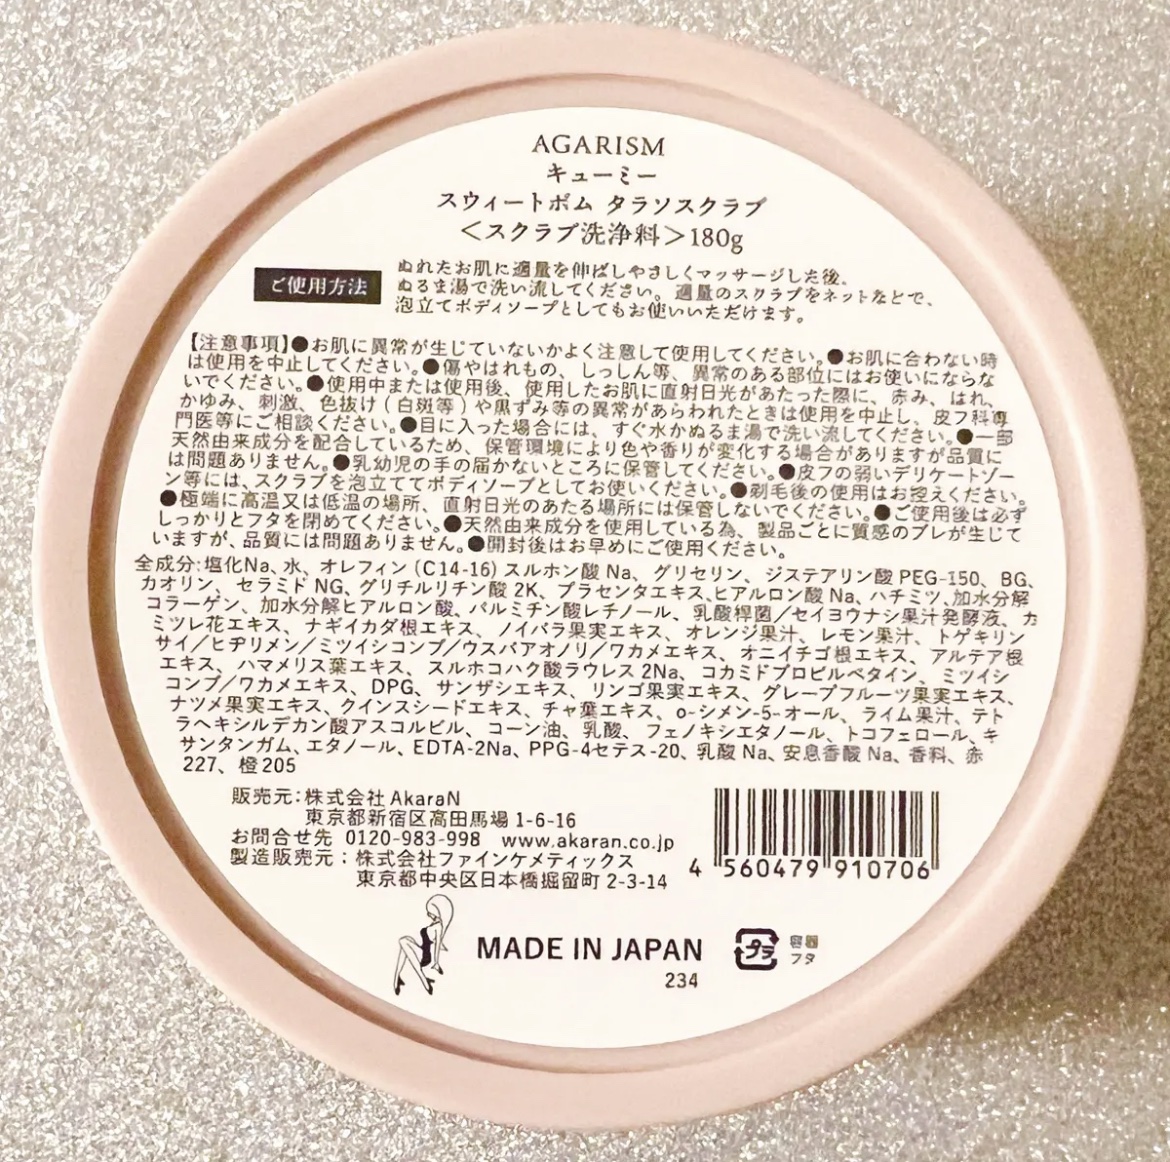 AGARISM
キューミー
スウィートボム タラソスクラブ
＜スクラブ洗浄料＞180g
ご使用方法
ぬれたお肌に適量を伸ばしやさしくマッサージした後、
ぬるま湯で洗い流してください。適量のスクラブをネットなどで、
泡立てボディソープとしてもお使いいただけます。
【注意事項】●お肌に異常が生じていないかよく注意して使用してください。●お肌に合わない時
は使用を中止してください。●傷やはれもの、しっしん等、異常のある部位にはお使いにならな
いでください。●使用中または使用後、使用したお肌に直射日光があたった際に、赤み、はれ、
かゆみ、刺激、色抜け(白斑等)や黒ずみ等の異常があらわれたときは使用を中止し、皮フ科専
門医等にご相談ください。●目に入った場合には、すぐ水かぬるま湯で洗い流してください。●一部
天然由来成分を配合しているため、保管環境により色や香りが変化する場合がありますが品質に
は問題ありません。●乳幼児の手の届かないところに保管してください。●皮フの弱いデリケートゾー
ン等には、スクラブを泡立ててボディソープとしてお使いください。●剃毛後の使用はお控えください。
●極端に高温又は低温の場所、直射日光のあたる場所には保管しないでください。●ご使用後は必ず
しっかりとフタを閉めてください。●天然由来成分を使用している為、製品ごとに質感のブレが生じて
いますが、品質には問題ありません。●開封後はお早めにご使用ください。
全成分:塩化Na、水、オレフィン(C14-16)スルホン酸Na、グリセリン、ジステアリン酸PEG-150、BG、
カオリン、セラミドNG、グリチルリチン酸2K、プラセンタエキス、ヒアルロン酸Na、ハチミツ、加水分解
コラーゲン、加水分解ヒアルロン酸、パルミチン酸レチノール、乳酸桿菌／セイヨウナシ果汁発酵液、カ
ミツレ花エキス、ナギイカダ根エキス、ノイバラ果実エキス、オレンジ果汁、レモン果汁、トゲキリン
サイ／ヒヂリメン／ミツイシコンブ／ウスバアオノリ／ワカメエキス、オニイチゴ根エキス、アルテア根
エキス、ハマメリス葉エキス、スルホコハク酸ラウレス2Na、コカミドプロピルベタイン、ミツイシ
コンブ／ワカメエキス、DPG、サンザシエキス、リンゴ果実エキス、グレープフルーツ果実エキス、
ナツメ果実エキス、クインスシードエキス、チャ葉エキス、o-シメン-5-オール、ライム果汁、テト
ラヘキシルデカン酸アスコルビル、コーン油、乳酸、フェノキシエタノール、トコフェロール、キ
サンタンガム、エタノール、EDTA-2Na、PPG-4セテス-20、乳酸Na、安息香酸Na、香料、赤
227、橙205
販売元:株式会社AkaraN
東京都新宿区高田馬場1-6-16
お問合せ先 0120-983-998 www.akaran.co.jp
製造販売元：株式会社ファインケメティックス
東京都中央区日本橋堀留町2-3-14
4 560479 910706
MADE IN JAPAN
234
プラ
容器
フタ